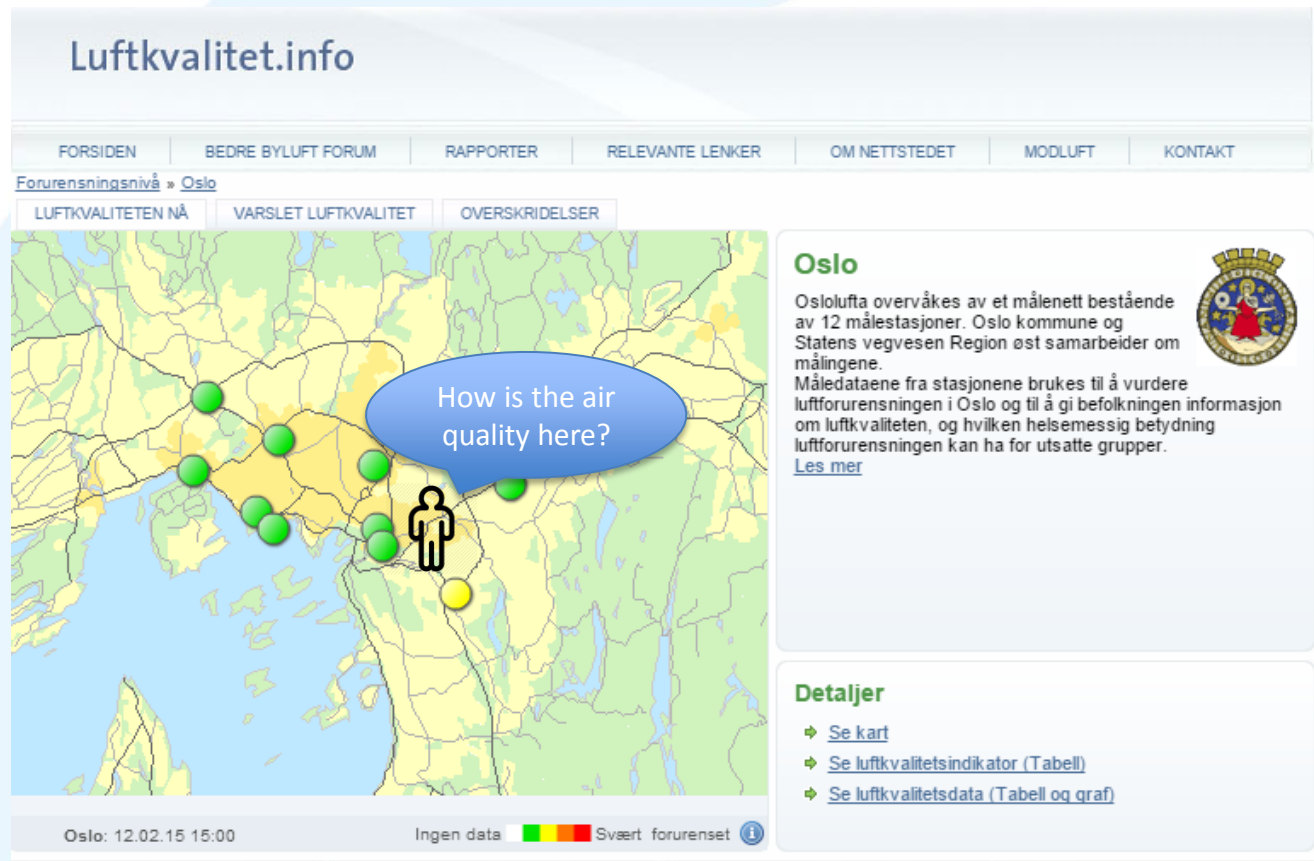 Luftkvalitet.info
FORSIDEN BEDRE BYLUFT FORUM RAPPORTER RELEVANTE LENKER OM NETTSTEDET MODLUFT KONTAKT
Forurensningsnivå » Oslo
LUFTKVALITETEN NÅ VARSLET LUFTKVALITET OVERSKRIDELSER
How is the air
quality here?
Oslo: 12.02.15 15:00
Ingen data Svært forurenset i
Oslo
Oslolufta overvåkes av et målenett bestående
av 12 målestasjoner. Oslo kommune og
Statens vegvesen Region øst samarbeider om
målingene.
Måledataene fra stasjonene brukes til å vurdere
luftforurensningen i Oslo og til å gi befolkningen informasjon
om luftkvaliteten, og hvilken helsemessig betydning
luftforurensningen kan ha for utsatte grupper.
Les mer
Detaljer
Se kart
Se luftkvalitetsindikator (Tabell)
Se luftkvalitetsdata (Tabell og graf)